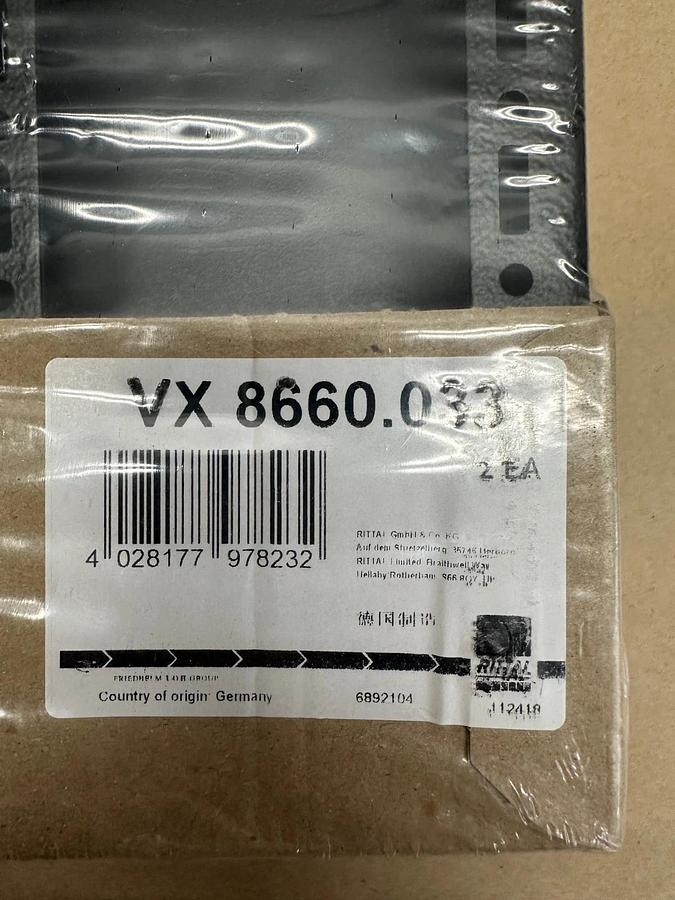 VX 8660.033
2 EA
4 028177 978232
RITTAL GmbH & Co. KG
Auf dem Stuetzelberg 35745 Herborn
RITTAL Limited Braithwell Way
Hellaby Rotherham S66 8QY UK
德国制造
RITTAL
FRIEDHELM LOH GROUP
Country of origin: Germany
6892104
112418